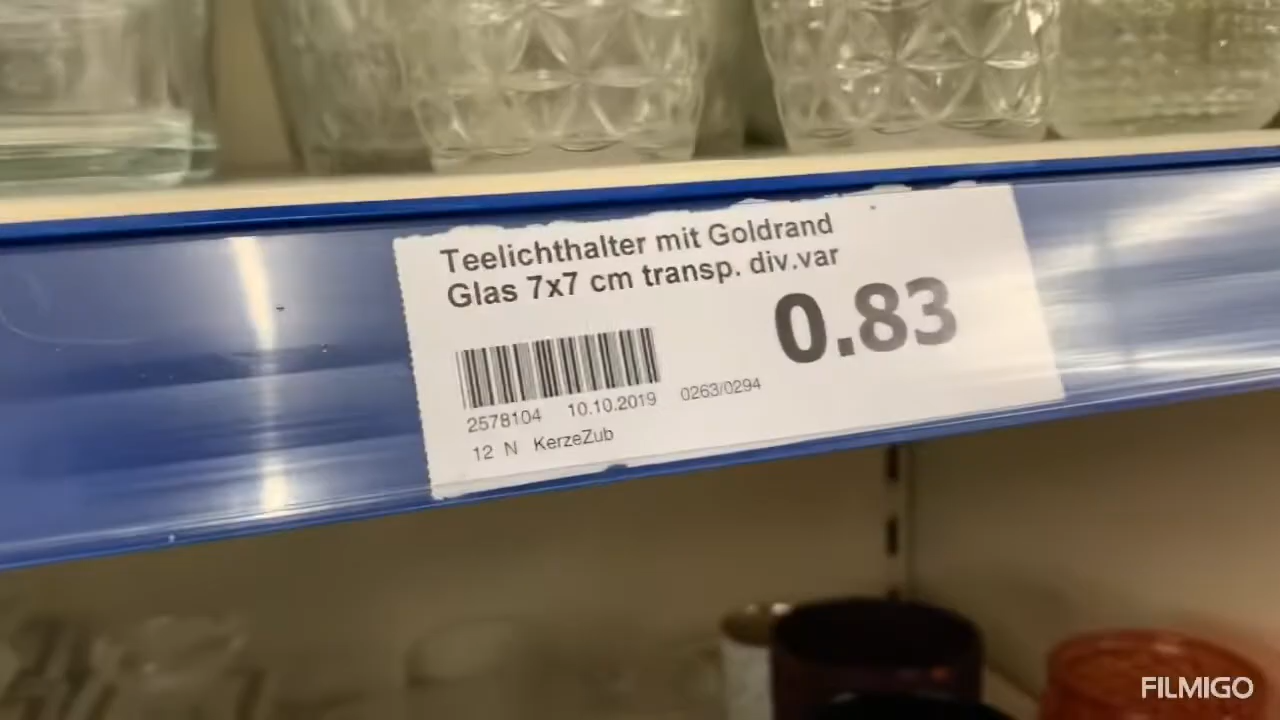 Teelichthalter mit Goldrand
Glas 7x7 cm transp. div.var
0.83
2578104 10.10.2019 0263/0294
12 N KerzeZub
FILMIGO